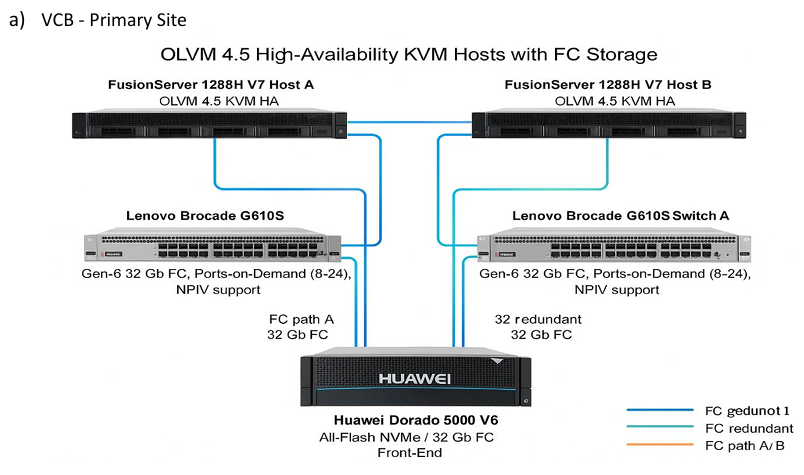 a) VCB - Primary Site
OLVM 4.5 High-Availability KVM Hosts with FC Storage
FusionServer 1288H V7 Host A
OLVM 4.5 KVM HA
FusionServer 1288H V7 Host B
OLVM 4.5 KVM HA
Lenovo Brocade G610S
HUAWEI
Gen-6 32 Gb FC, Ports-on-Demand (8-24),
NPIV support
Lenovo Brocade G610S Switch A
Gen-6 32 Gb FC, Ports-on-Demand (8-24),
NPIV support
FC path A
32 Gb FC
32 redundant
32 Gb FC
HUAWEI
Huawei Dorado 5000 V6
All-Flash NVMe / 32 Gb FC
Front-End
FC gedunot 1
FC redundant
FC path A/B